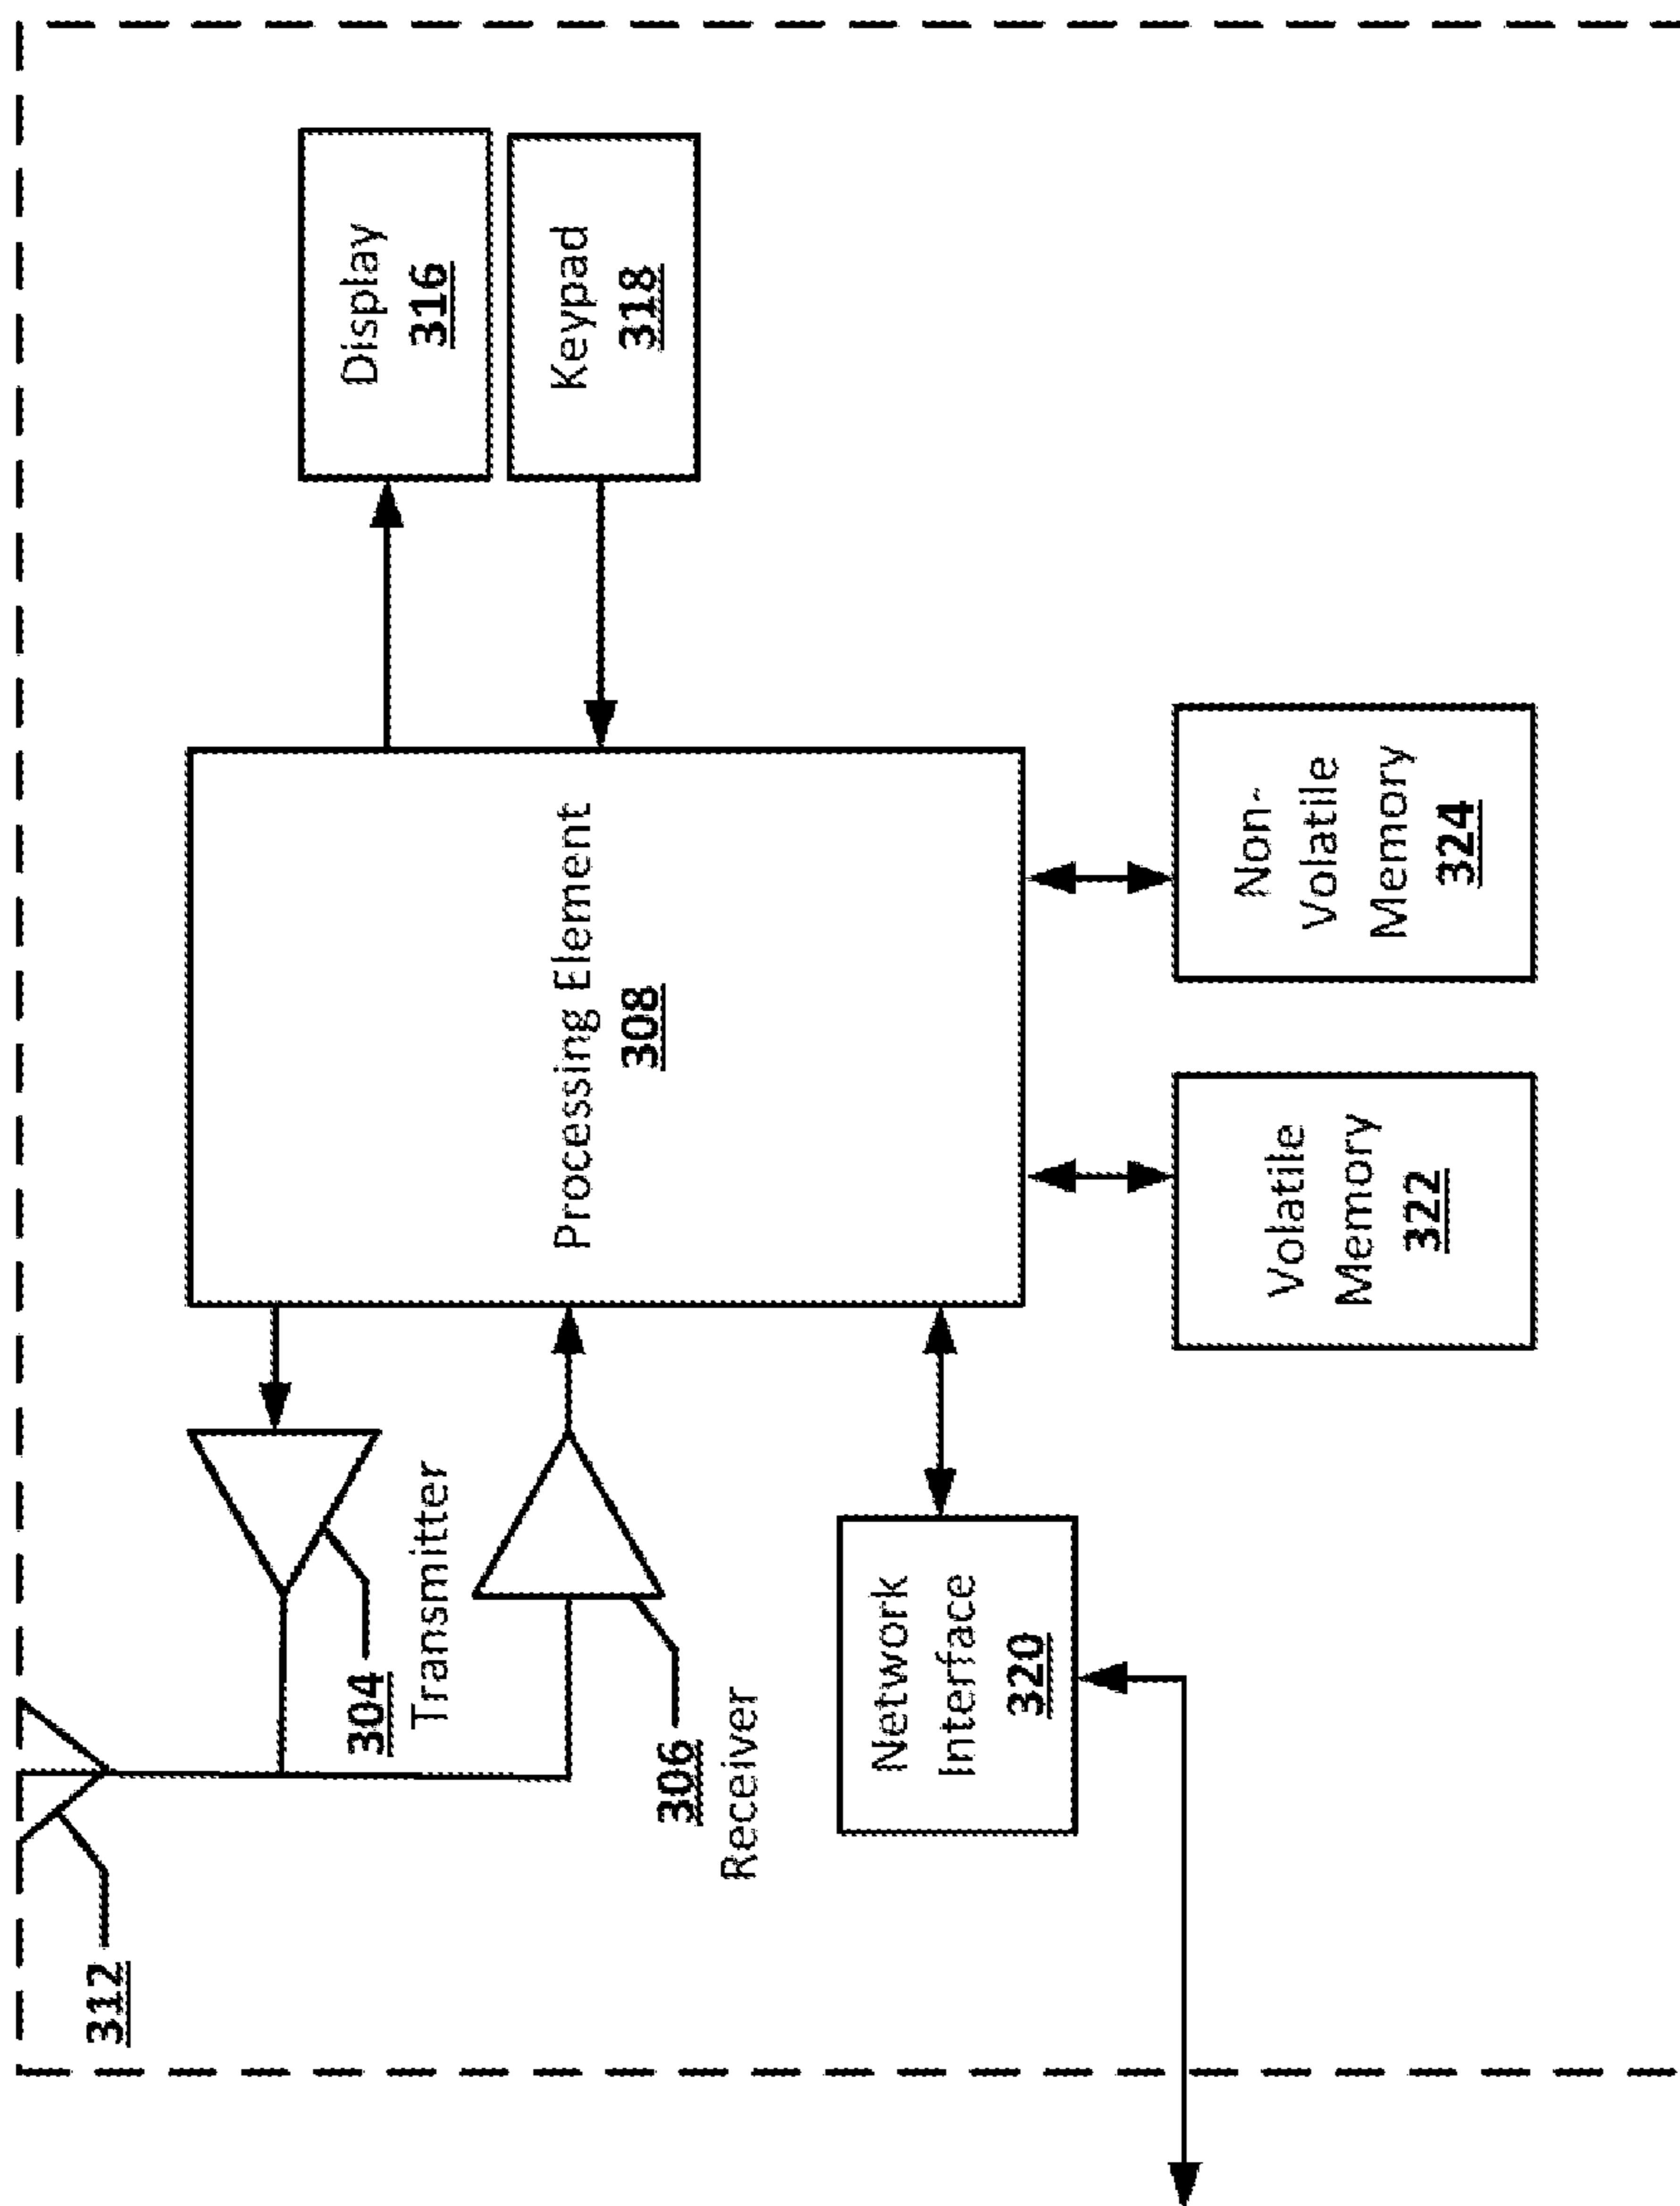 312
304
Transmitter
306
Receiver
Network
Interface
320
Processing Element
308
Display
316
Keypad
318
Volatile
Memory
322
Non-
Volatile
Memory
324